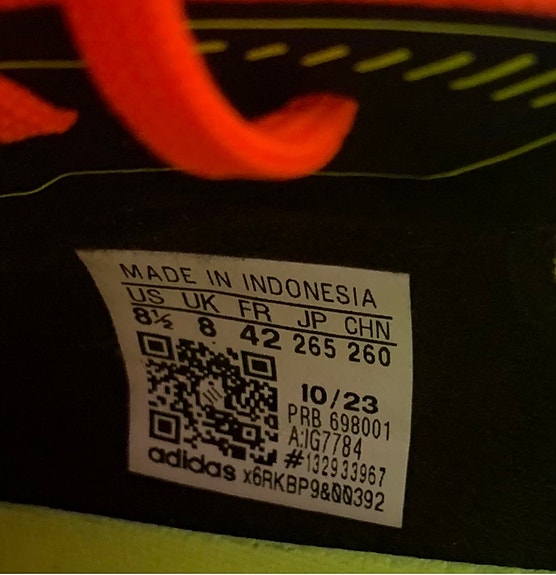 MADE IN INDONESIA
US UK FR JP CHN
8½ 8 42 265 260
10/23
PRB 698001
A:IG7784
#132933967
adidas x6RKBP9&00392